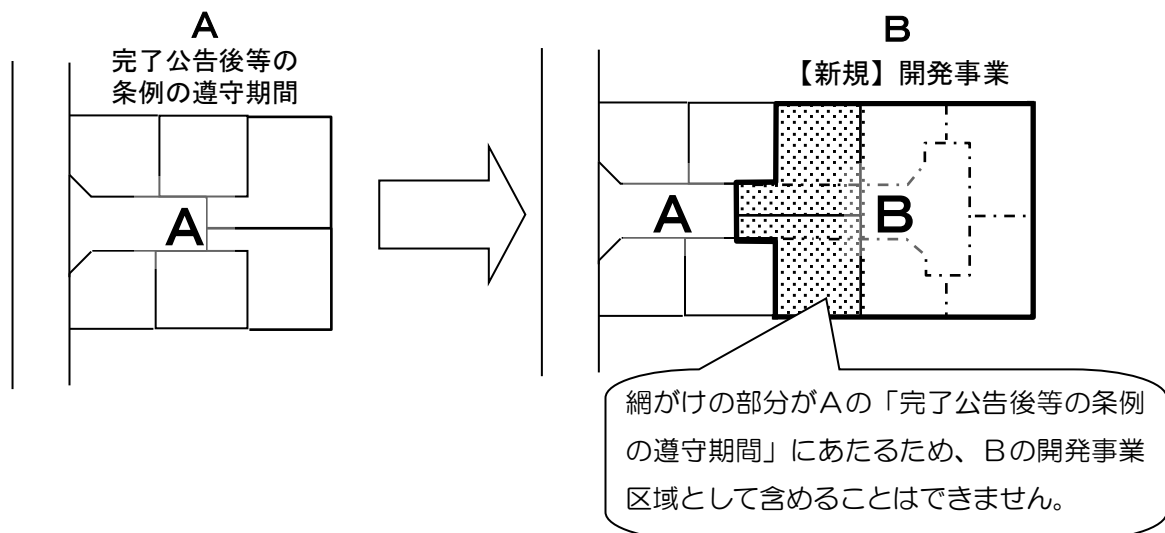 A
完了公告後等の
条例の遵守期間
A
B
【新規】開発事業
A
B
網がけの部分がAの「完了公告後等の条例
の遵守期間」にあたるため、Bの開発事業
区域として含めることはできません。